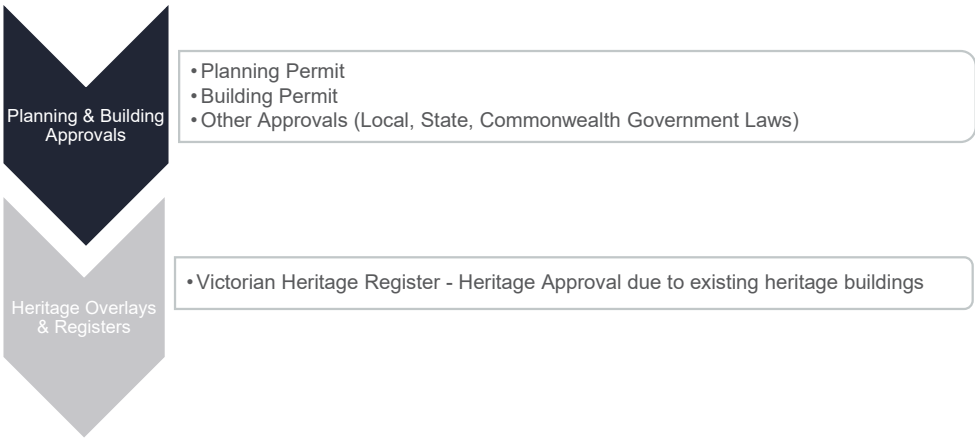 Planning & Building
Approvals
•Planning Permit
•Building Permit
•Other Approvals (Local, State, Commonwealth Government Laws)
Heritage Overlays
& Registers
•Victorian Heritage Register - Heritage Approval due to existing heritage buildings